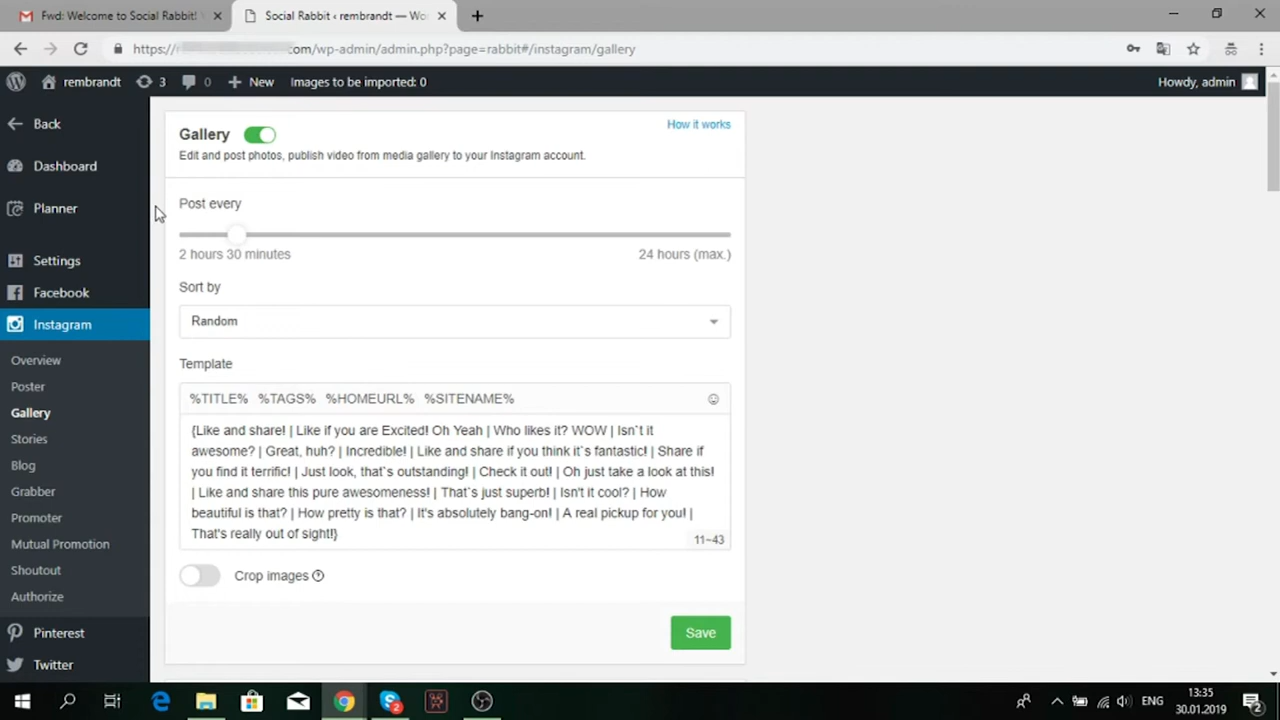 Fwd: Welcome to Social Rabbit!
Social Rabbit ‹ rembrandt — Wo
https://
com/wp-admin/admin.php?page=rabbit#/instagram/gallery
rembrandt
3
0
New
Images to be imported: 0
Howdy, admin
Back
Dashboard
Planner
Settings
Facebook
Instagram
Overview
Poster
Gallery
Stories
Blog
Grabber
Promoter
Mutual Promotion
Shoutout
Authorize
Pinterest
Twitter
Gallery
How it works
Edit and post photos, publish video from media gallery to your Instagram account.
Post every
2 hours 30 minutes
24 hours (max.)
Sort by
Random
Template
%TITLE% %TAGS% %HOMEURL% %SITENAME%
{Like and share! | Like if you are Excited! Oh Yeah | Who likes it? WOW | Isn`t it
awesome? | Great, huh? | Incredible! | Like and share if you think it`s fantastic! | Share if
you find it terrific! | Just look, that`s outstanding! | Check it out! | Oh just take a look at this!
| Like and share this pure awesomeness! | That`s just superb! | Isn't it cool? | How
beautiful is that? | How pretty is that? | It's absolutely bang-on! | A real pickup for you! |
That's really out of sight!}
11~43
Crop images
Save
2
ENG
13:35
30.01.2019
2